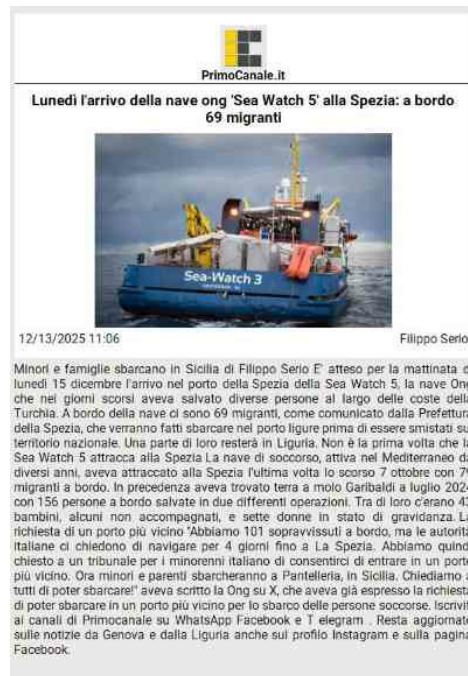 PrimoCanale.it
Lunedì l'arrivo della nave ong 'Sea Watch 5' alla Spezia: a bordo
69 migranti
Sea-Watch 3
12/13/2025 11:06
Filippo Serio
Minori e famiglie sbarcano in Sicilia di Filippo Serio E' atteso per la mattinata d
lunedì 15 dicembre l'arrivo nel porto della Spezia della Sea Watch 5, la nave Ong
che nei giorni scorsi aveva salvato diverse persone al largo delle coste della
Turchia. A bordo della nave ci sono 69 migranti, come comunicato dalla Prefettura
della Spezia, che verranno fatti sbarcare nel porto ligure prima di essere smistati su
territorio nazionale. Una parte di loro resterà in Liguria. Non è la prima volta che la
Sea Watch 5 attracca alla Spezia La nave di soccorso, attiva nel Mediterraneo da
diversi anni, aveva attraccato alla Spezia l'ultima volta lo scorso 7 ottobre con 79
migranti a bordo. In precedenza aveva trovato terra a molo Garibaldi a luglio 2024
con 156 persone a bordo salvate in due differenti operazioni. Tra di loro c'erano 43
bambini, alcuni non accompagnati, e sette donne in stato di gravidanza. La
richiesta di un porto più vicino "Abbiamo 101 sopravvissuti a bordo, ma le autorità
italiane ci chiedono di navigare per 4 giorni fino a La Spezia. Abbiamo quindi
chiesto a un tribunale per i minorenni italiano di consentirci di entrare in un porto
più vicino. Ora minori e parenti sbarcheranno a Pantelleria, in Sicilia. Chiediamo a
tutti di poter sbarcare!" aveva scritto la Ong su X, che aveva già espresso la richiesta
di poter sbarcare in un porto più vicino per lo sbarco delle persone soccorse. Iscrivit
ai canali di Primocanale su WhatsApp Facebook e T elegram . Resta aggiornato
sulle notizie da Genova e dalla Liguria anche sul profilo Instagram e sulla pagina
Facebook.